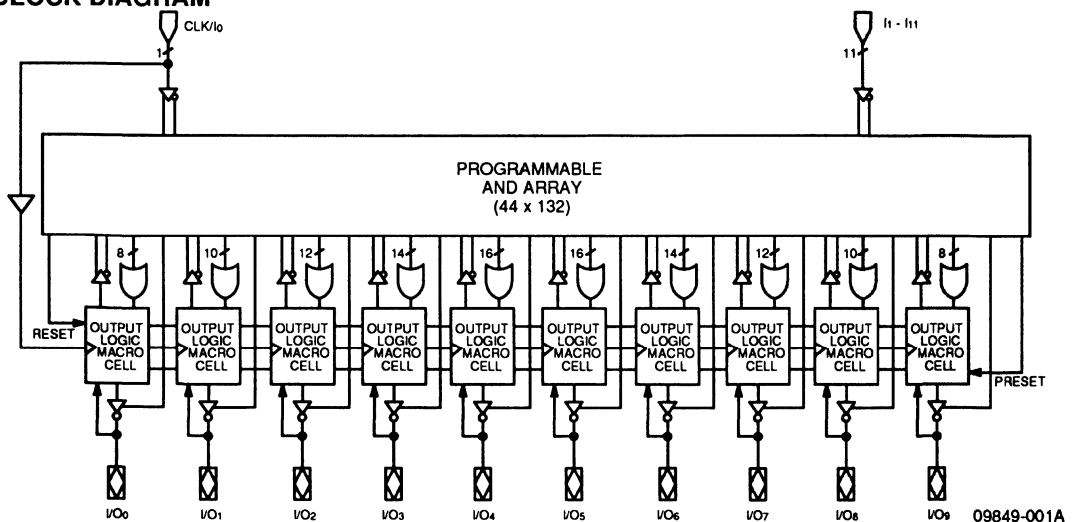 BLOCK DIAGRAM
CLK/I0
I1 - I11
1
11
PROGRAMMABLE
AND ARRAY
(44 x 132)
8
10
12
14
16
16
14
12
10
8
RESET
OUTPUT
LOGIC
MACRO
CELL
OUTPUT
LOGIC
MACRO
CELL
OUTPUT
LOGIC
MACRO
CELL
OUTPUT
LOGIC
MACRO
CELL
OUTPUT
LOGIC
MACRO
CELL
OUTPUT
LOGIC
MACRO
CELL
OUTPUT
LOGIC
MACRO
CELL
OUTPUT
LOGIC
MACRO
CELL
OUTPUT
LOGIC
MACRO
CELL
OUTPUT
LOGIC
MACRO
CELL
PRESET
I/O0
I/O1
I/O2
I/O3
I/O4
I/O5
I/O6
I/O7
I/O8
I/O9
09849-001A